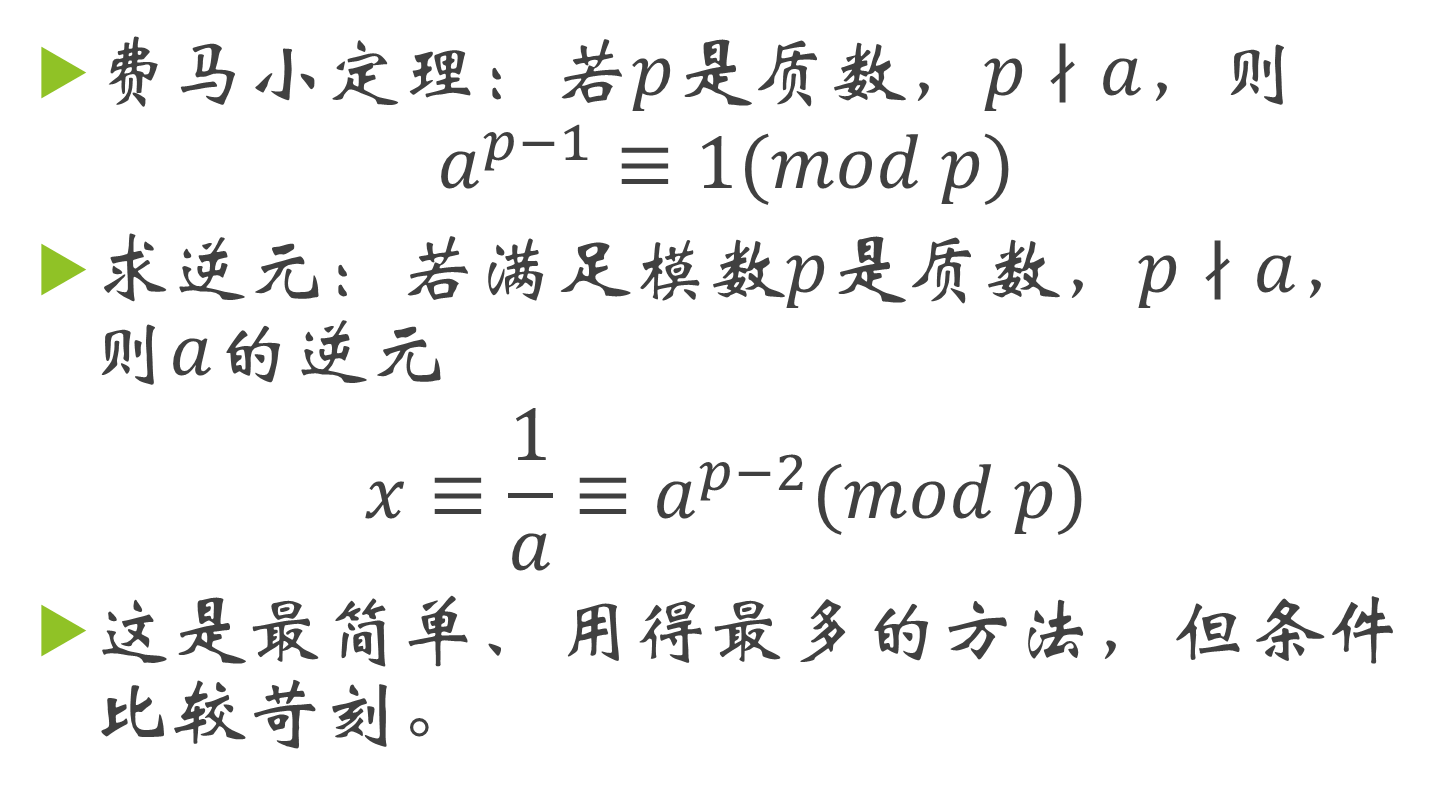 费马小定理：若p是质数，p ∤ a，则
a^{p−1} ≡ 1(mod p)
求逆元：若满足模数p是质数，p ∤ a，
则a的逆元
x ≡ \frac{1}{a} ≡ a^{p−2}(mod p)
这是最简单、用得最多的方法，但条件
比较苛刻。